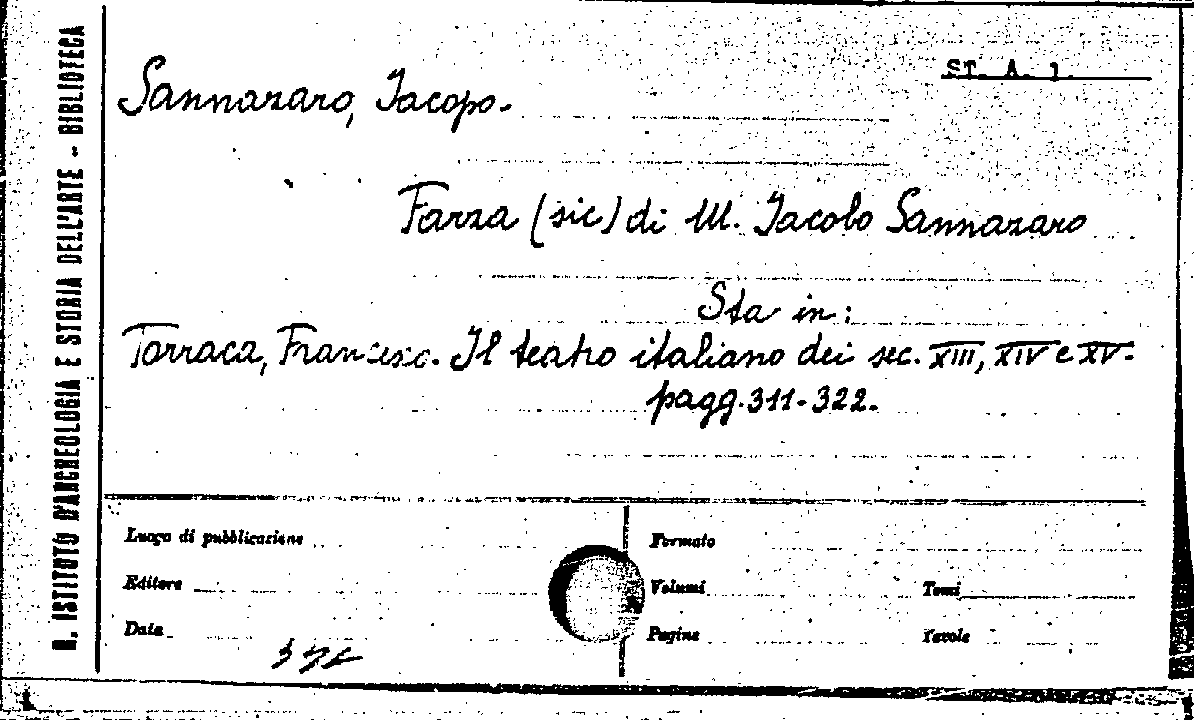 ST. A. 1.
Sannazaro, Jacopo.
Farza (sic) di M. Jacobo Sannazaro
Sta in:
Torraca, Francesco. Il teatro italiano dei sec. XIII, XIV e XV.
pagg. 311-322.
R. ISTITUTO D'ARCHEOLOGIA E STORIA DELL'ARTE - BIBLIOTECA
Luogo di pubblicazione
Formato
Editore
Volumi
Tomi
Data
Pagine
Tavole